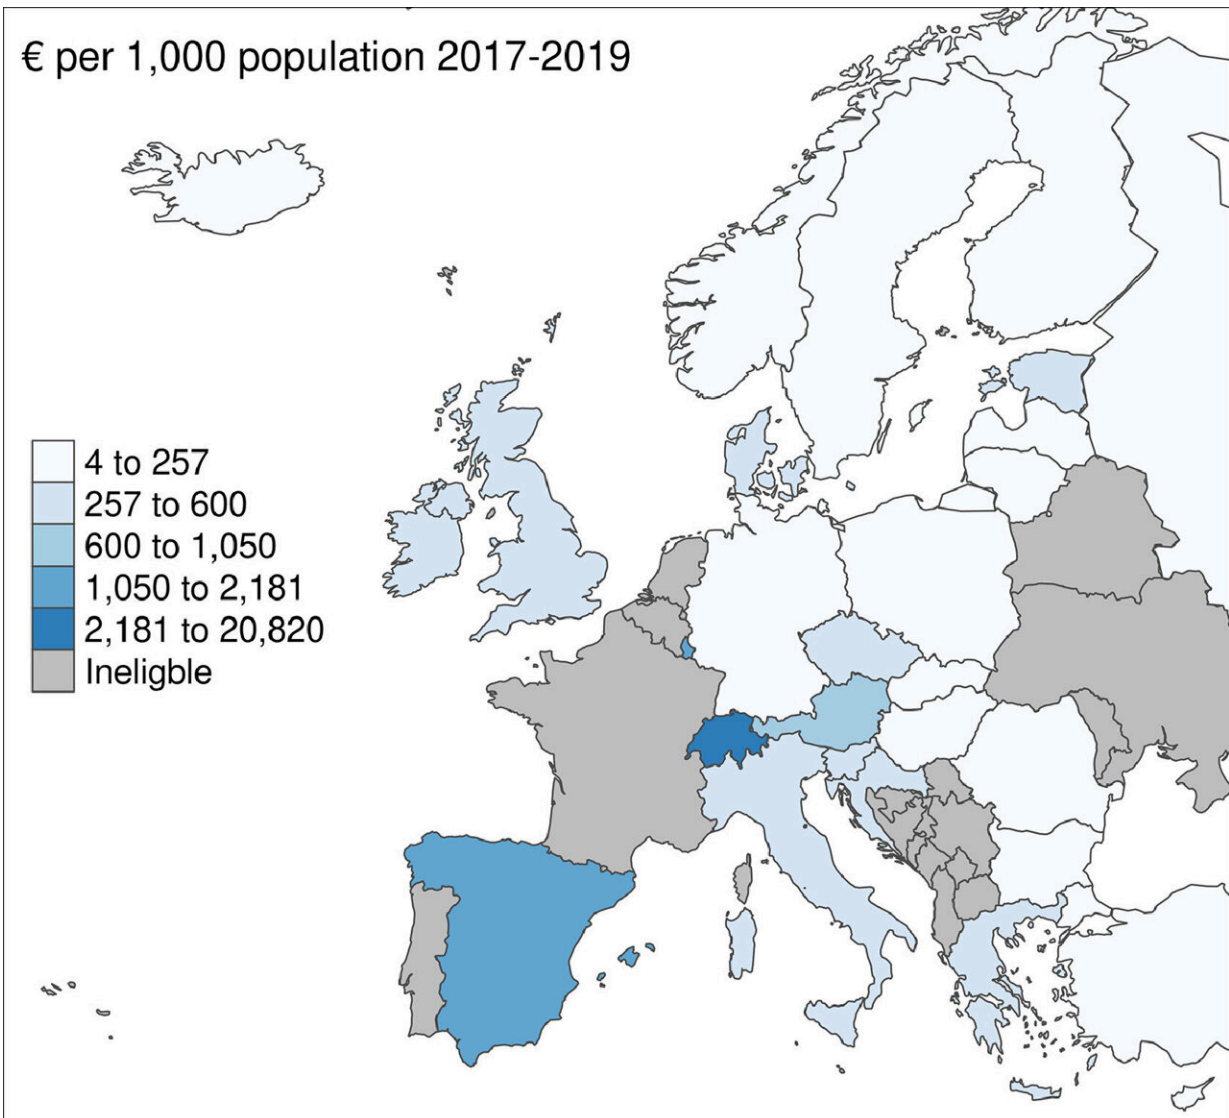 € per 1,000 population 2017-2019
4 to 257
257 to 600
600 to 1,050
1,050 to 2,181
2,181 to 20,820
Ineligble